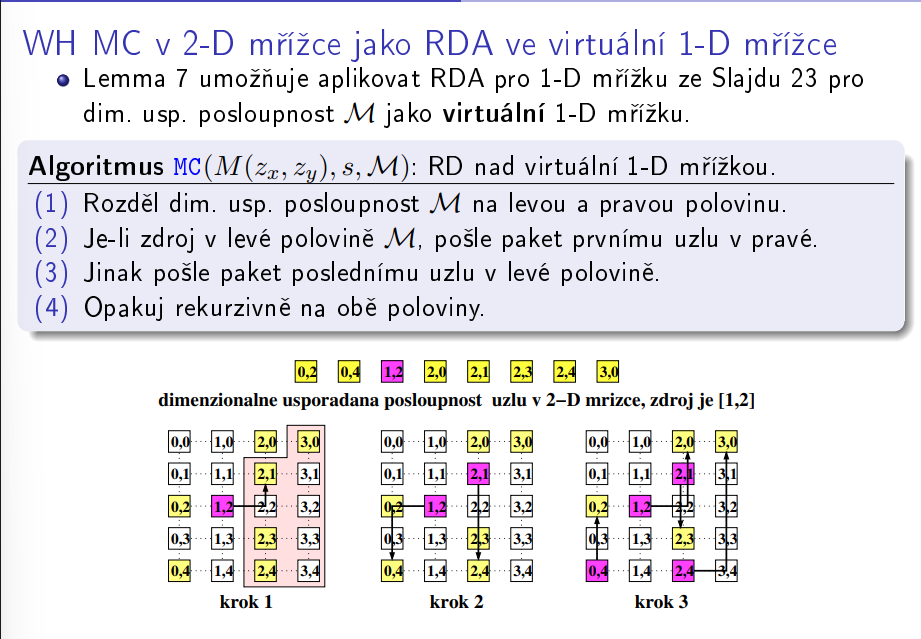 WH MC v 2-D mřížce jako RDA ve virtuální 1-D mřížce
Lemma 7 umožňuje aplikovat RDA pro 1-D mřížku ze Slajdu 23 pro
dim. usp. posloupnost M jako virtuální 1-D mřížku.
Algoritmus MC(M(z_x, z_y), s, M): RD nad virtuální 1-D mřížkou.
(1) Rozděl dim. usp. posloupnost M na levou a pravou polovinu.
(2) Je-li zdroj v levé polovině M, pošle paket prvnímu uzlu v pravé.
(3) Jinak pošle paket poslednímu uzlu v levé polovině.
(4) Opakuj rekurzivně na obě poloviny.
0,2 0,4 1,2 2,0 2,1 2,3 2,4 3,0
dimenzionalne usporadana posloupnost uzlu v 2-D mrizce, zdroj je [1,2]
0,0 1,0 2,0 3,0 0,0 1,0 2,0 3,0 0,0 1,0 2,0 3,0
0,1 1,1 2,1 3,1 0,1 1,1 2,1 3,1 0,1 1,1 2,1 3,1
0,2 1,2 2,2 3,2 0,2 1,2 2,2 3,2 0,2 1,2 2,2 3,2
0,3 1,3 2,3 3,3 0,3 1,3 2,3 3,3 0,3 1,3 2,3 3,3
0,4 1,4 2,4 3,4 0,4 1,4 2,4 3,4 0,4 1,4 2,4 3,4
krok 1 krok 2 krok 3